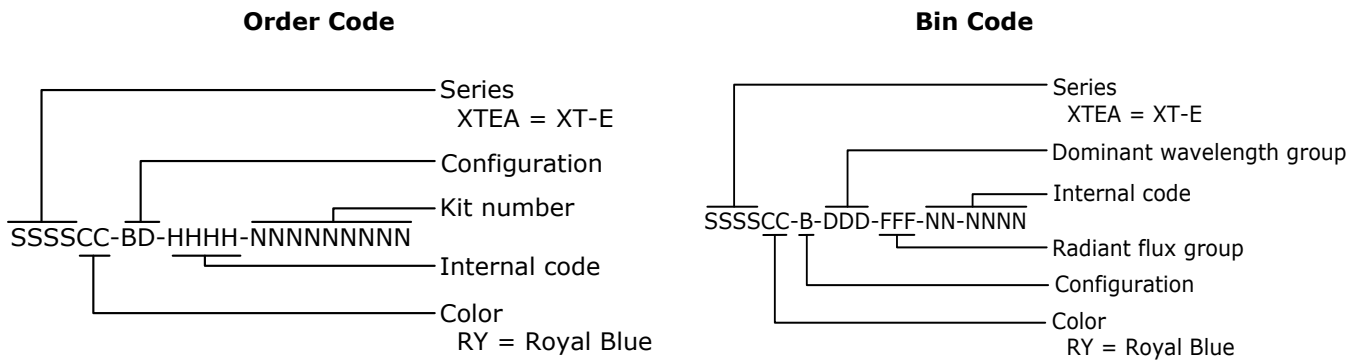 Order Code
Series
XTEA = XT-E
Configuration
Kit number
SSSSCC-BD-HHHH-NNNNNNNNN
Internal code
Color
RY = Royal Blue
Bin Code
Series
XTEA = XT-E
Dominant wavelength group
Internal code
SSSSCC-B-DDD-FFF-NN-NNNN
Radiant flux group
Configuration
Color
RY = Royal Blue